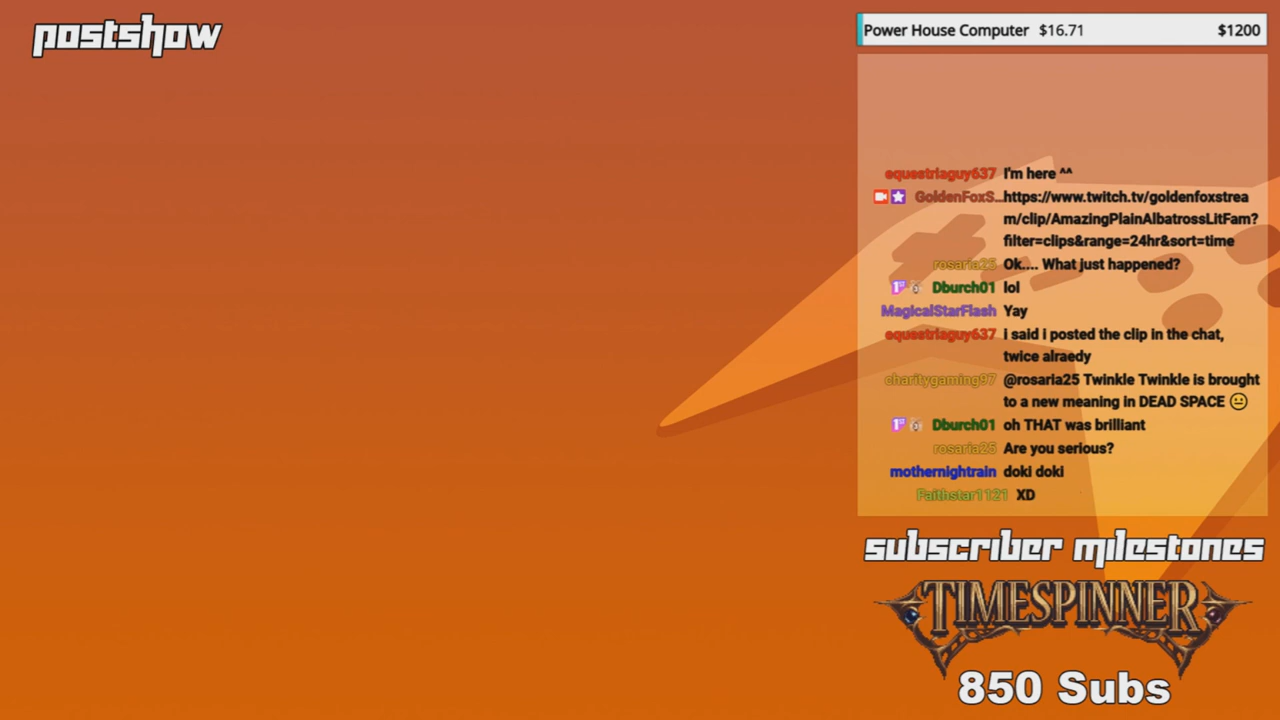 postshow
Power House Computer $16.71 $1200
equestriaguy637 I'm here ^^
GoldenFoxS... https://www.twitch.tv/goldenfoxstrea
m/clip/AmazingPlainAlbatrossLitFam?
filter=clips&range=24hr&sort=time
rosaria25 Ok.... What just happened?
Dburch01 lol
MagicalStarFlash Yay
equestriaguy637 i said i posted the clip in the chat,
twice alraedy
charitygaming97 @rosaria25 Twinkle Twinkle is brought
to a new meaning in DEAD SPACE 😐
Dburch01 oh THAT was brilliant
rosaria25 Are you serious?
mothernightrain doki doki
Faithstar1121 XD
subscriber milestones
TIMESPINNER
850 Subs